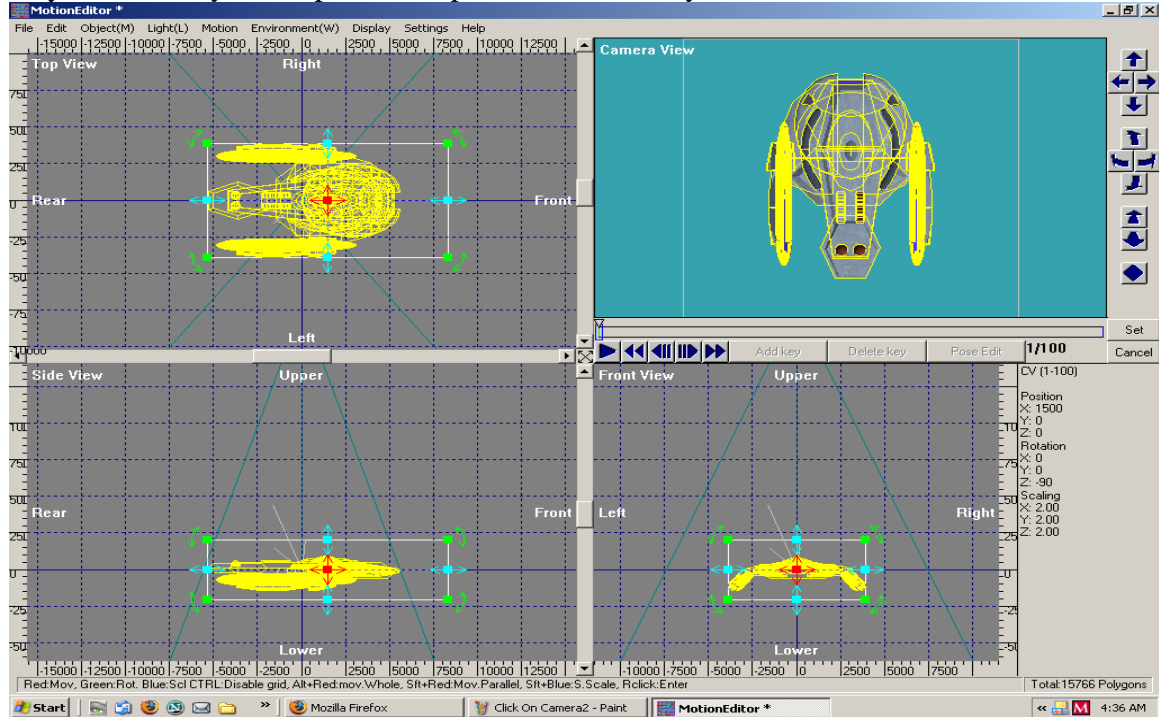 MotionEditor *
File Edit Object(M) Light(L) Motion Environment(W) Display Settings Help
-15000 -12500 -10000 -7500 -5000 -2500 0 2500 5000 7500 10000 12500
Top View Right
Camera View
Rear Front
Left
Set
Add key Delete key Pose Edit 1/100 Cancel
Side View Upper
Front View Upper
CV (1-100)
Position
X: 1500
Y: 0
Z: 0
Rotation
X: 0
Y: 0
Z: -90
Scaling
X: 2.00
Y: 2.00
Z: 2.00
Rear Front
Left Right
Lower
Lower
-15000 -12500 -10000 -7500 -5000 -2500 0 2500 5000 7500 10000 12500
-10000 -7500 -5000 -2500 0 2500 5000 7500
Red:Mov, Green:Rot. Blue:Scl CTRL:Disable grid, Alt+Red:mov.Whole, Sft+Red:Mov.Parallel, Sft+Blue:S.Scale, Rclick:Enter
Total:15766 Polygons
Start » Mozilla Firefox Click On Camera2 - Paint MotionEditor * « M 4:36 AM